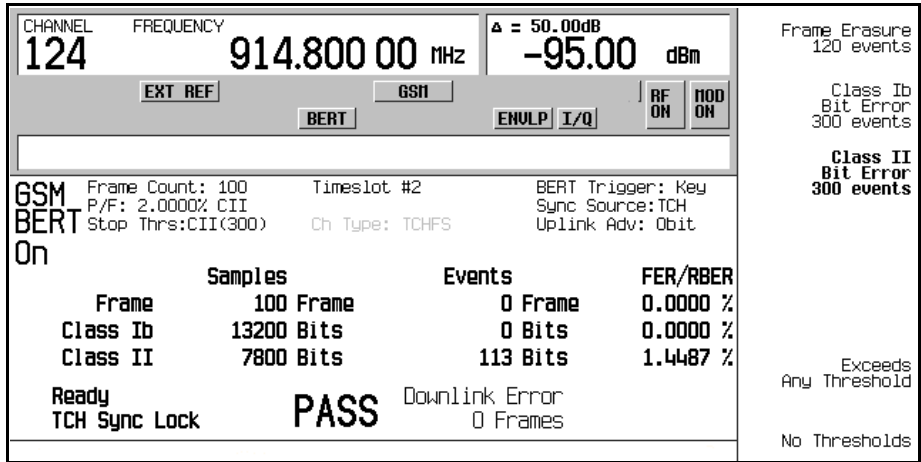 CHANNEL FREQUENCY Δ = 50.00dB
124 914.800 00 MHz -95.00 dBm
EXT REF GSM RF ON MOD ON
BERT ENVLP I/Q
GSM BERT On
Frame Count: 100 Timeslot #2 BERT Trigger: Key
P/F: 2.0000% CII Sync Source:TCH
Stop Thrs:CII(300) Ch Type: TCHFS Uplink Adv: 0bit
Samples Events FER/RBER
Frame 100 Frame 0 Frame 0.0000 %
Class Ib 13200 Bits 0 Bits 0.0000 %
Class II 7800 Bits 113 Bits 1.4487 %
Ready
TCH Sync Lock
PASS
Downlink Error
0 Frames
Frame Erasure
120 events
Class Ib
Bit Error
300 events
Class II
Bit Error
300 events
Exceeds
Any Threshold
No Thresholds